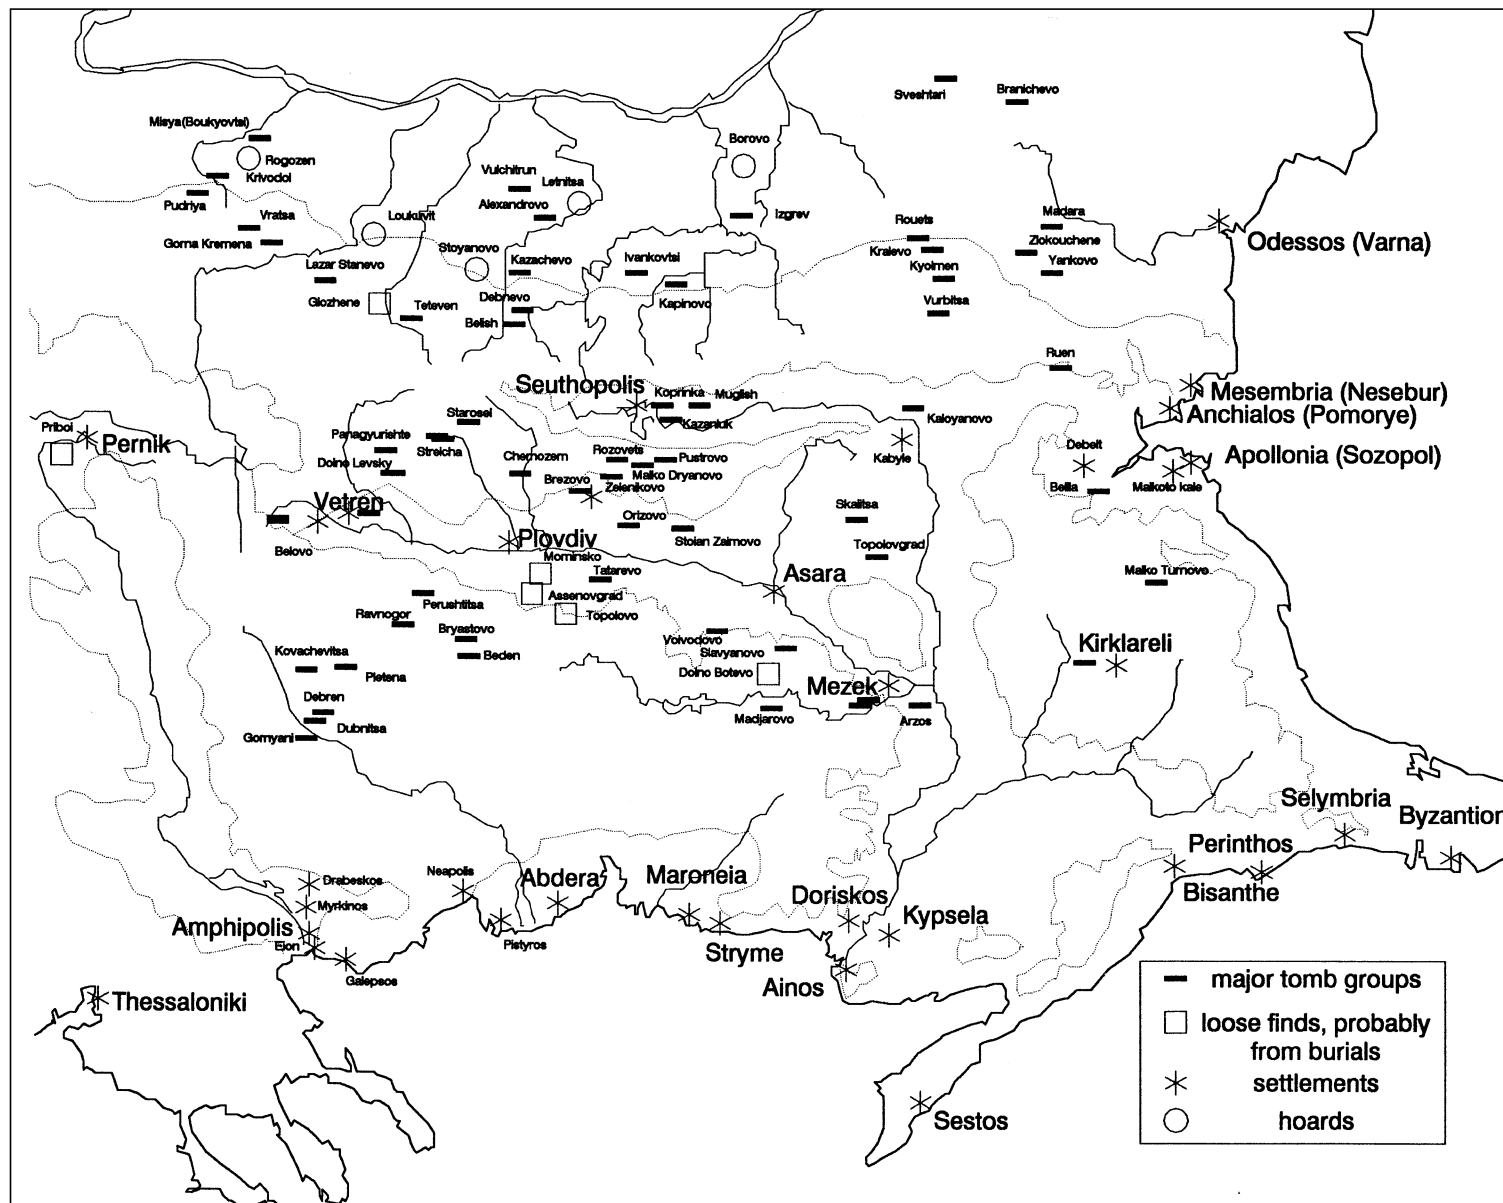 Sveshtari
Branichevo
Misya(Boukyovtsi)
Borovo
Rogozen
Krivodol
Vulchitrun
Letnitsa
Pudriya
Alexandrovo
Vratsa
Loukuvit
Izgrev
Rouets
Madara
Gorna Kremena
Stoyanovo
Kralevo
Zlokouchene
Odessos (Varna)
Lazar Stanevo
Kazachevo
Ivankovtsi
Kyolmen
Yankovo
Glozhene
Teteven
Debnevo
Kapinovo
Vurbitsa
Belish
Ruen
Seuthopolis
Koprinka
Muglish
Mesembria (Nesebur)
Starosel
Kazanluk
Kaloyanovo
Anchialos (Pomorye)
Priboi
Pernik
Panagyurishte
Strelcha
Rozovets
Pustrovo
Kabyle
Debelt
Apollonia (Sozopol)
Dolno Levsky
Chernozem
Malko Dryanovo
Brezovo
Zelenikovo
Belila
Malkoto kale
Vetren
Skalitsa
Orizovo
Belovo
Plovdiv
Stoian Zaimovo
Topolovgrad
Mominsko
Tatarevo
Asara
Malko Turnovo
Perushtitsa
Assenovgrad
Ravnogor
Topolovo
Bryastovo
Voivodovo
Slavyanovo
Kirklareli
Kovachevitsa
Beden
Pletena
Dolno Botevo
Mezek
Debren
Madjarovo
Arzos
Dubnitsa
Gornyani
Selymbria
Byzantion
Perinthos
Bisanthe
Drabeskos
Neapolis
Abdera
Maroneia
Doriskos
Myrkinos
Kypsela
Amphipolis
Ejon
Pistyros
Stryme
Galepsos
Ainos
Thessaloniki
Sestos
major tomb groups
loose finds, probably
from burials
settlements
hoards